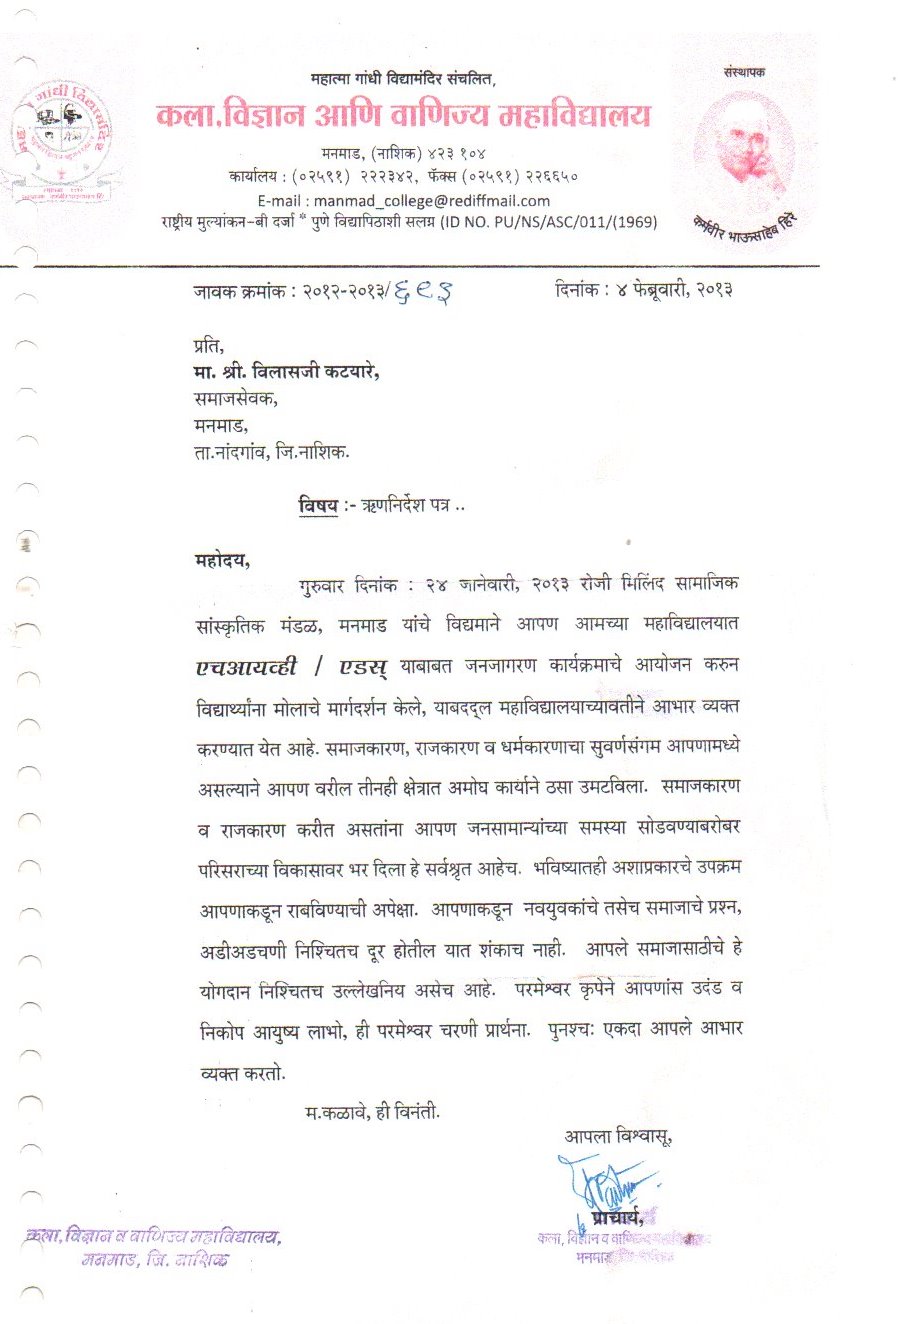 महात्मा गांधी विद्यामंदिर संचलित,
संस्थापक
कला.विज्ञान आणि वाणिज्य महाविद्यालय
मनमाड, (नाशिक) ४२३ १०४
कार्यालय : (०२५९१) २२२३४२, फॅक्स (०२५९१) २२६६५०
E-mail : manmad_college@rediffmail.com
राष्ट्रीय मुल्यांकन-बी दर्जा * पुणे विद्यापिठाशी सलग्न (ID NO. PU/NS/ASC/011/(1969)
कर्मवीर भाऊसाहेब हिरे
जावक क्रमांक : २०१२-२०१३/६९३
दिनांक : ४ फेब्रूवारी, २०१३
प्रति,
मा. श्री. विलासजी कटयारे,
समाजसेवक,
मनमाड,
ता.नांदगांव, जि.नाशिक.
विषय :- ऋणनिर्देश पत्र ..
महोदय,
गुरुवार दिनांक : २४ जानेवारी, २०१३ रोजी मिलिंद सामाजिक
सांस्कृतिक मंडळ, मनमाड यांचे विद्यमाने आपण आमच्या महाविद्यालयात
एचआयव्ही / एडस् याबाबत जनजागरण कार्यक्रमाचे आयोजन करुन
विद्यार्थ्यांना मोलाचे मार्गदर्शन केले, याबददृल महाविद्यालयाच्यावतीने आभार व्यक्त
करण्यात येत आहे. समाजकारण, राजकारण व धर्मकारणाचा सुवर्णसंगम आपणामध्ये
असल्याने आपण वरील तीनही क्षेत्रात अमोघ कार्याने ठसा उमटविला. समाजकारण
व राजकारण करीत असतांना आपण जनसामान्यांच्या समस्या सोडवण्याबरोबर
परिसराच्या विकासावर भर दिला हे सर्वश्रृत आहेच. भविष्यातही अशाप्रकारचे उपक्रम
आपणाकडून राबविण्याची अपेक्षा. आपणाकडून नवयुवकांचे तसेच समाजाचे प्रश्न,
अडीअडचणी निश्चितच दूर होतील यात शंकाच नाही. आपले समाजासाठीचे हे
योगदान निश्चितच उल्लेखनिय असेच आहे. परमेश्वर कृपेने आपणांस उदंड व
निकोप आयुष्य लाभो, ही परमेश्वर चरणी प्रार्थना. पुनश्च: एकदा आपले आभार
व्यक्त करतो.
म.कळावे, ही विनंती.
आपला विश्वासू,
प्राचार्य,
कला, विज्ञान व
मनमाड
कला, विज्ञान व वाणिज्य महाविद्यालय,
मनमाड, जि. नाशिक